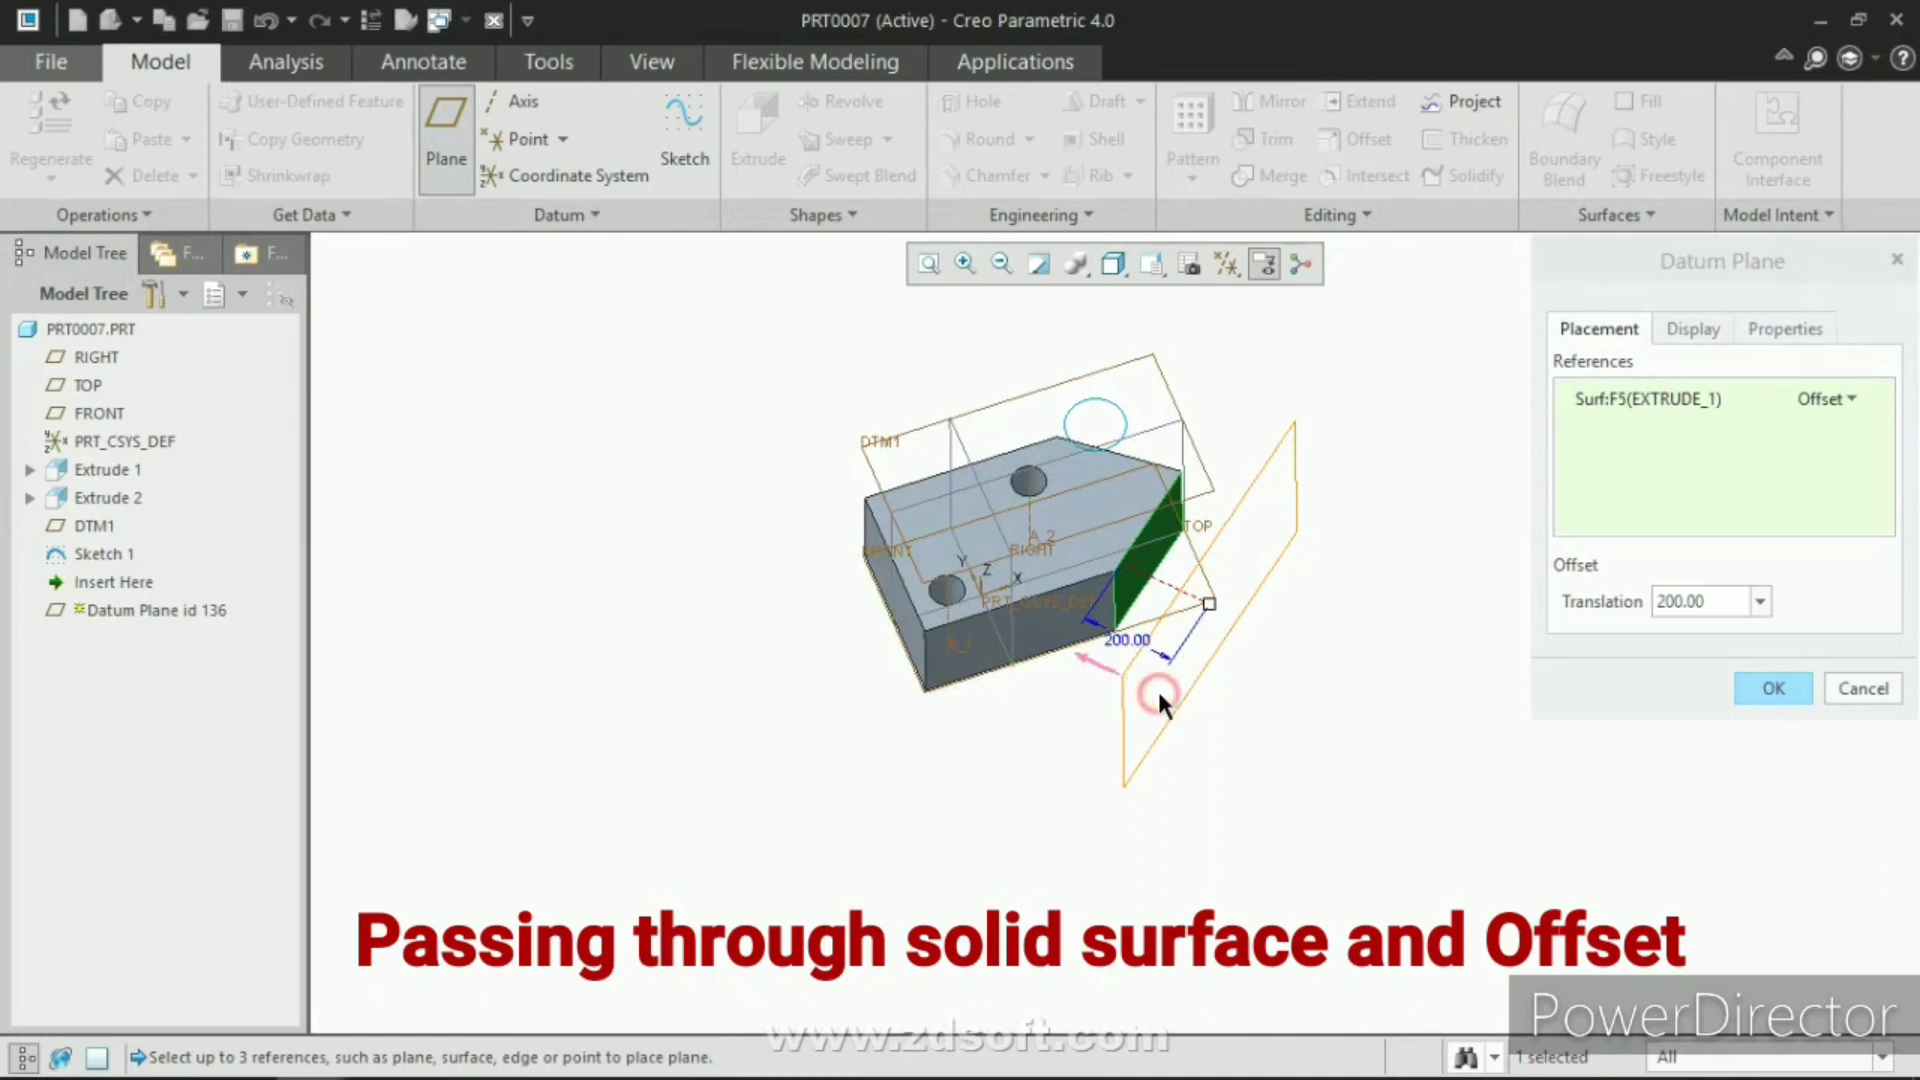 PRT0007 (Active) - Creo Parametric 4.0
File Model Analysis Annotate Tools View Flexible Modeling Applications
Regenerate
Copy
Paste
Delete
User-Defined Feature
Copy Geometry
Shrinkwrap
Plane
Axis
Point
Coordinate System
Sketch
Extrude
Revolve
Sweep
Swept Blend
Hole
Round
Chamfer
Draft
Shell
Rib
Pattern
Mirror
Trim
Merge
Extend
Offset
Intersect
Project
Thicken
Solidify
Boundary
Blend
Fill
Style
Freestyle
Component
Interface
Operations Get Data Datum Shapes Engineering Editing Surfaces Model Intent
Model Tree F... F...
Model Tree
PRT0007.PRT
RIGHT
TOP
FRONT
PRT_CSYS_DEF
Extrude 1
Extrude 2
DTM1
Sketch 1
Insert Here
Datum Plane id 136
DTM1
TOP
A_2
FRONT
RIGHT
Y
Z
X
PRT_CSYS_DEF
A_1
200.00
Datum Plane
Placement Display Properties
References
Surf:F5(EXTRUDE_1) Offset
Offset
Translation 200.00
OK Cancel
Passing through solid surface and Offset
PowerDirector
www.zdsoft.com
Select up to 3 references, such as plane, surface, edge or point to place plane.
1 selected All